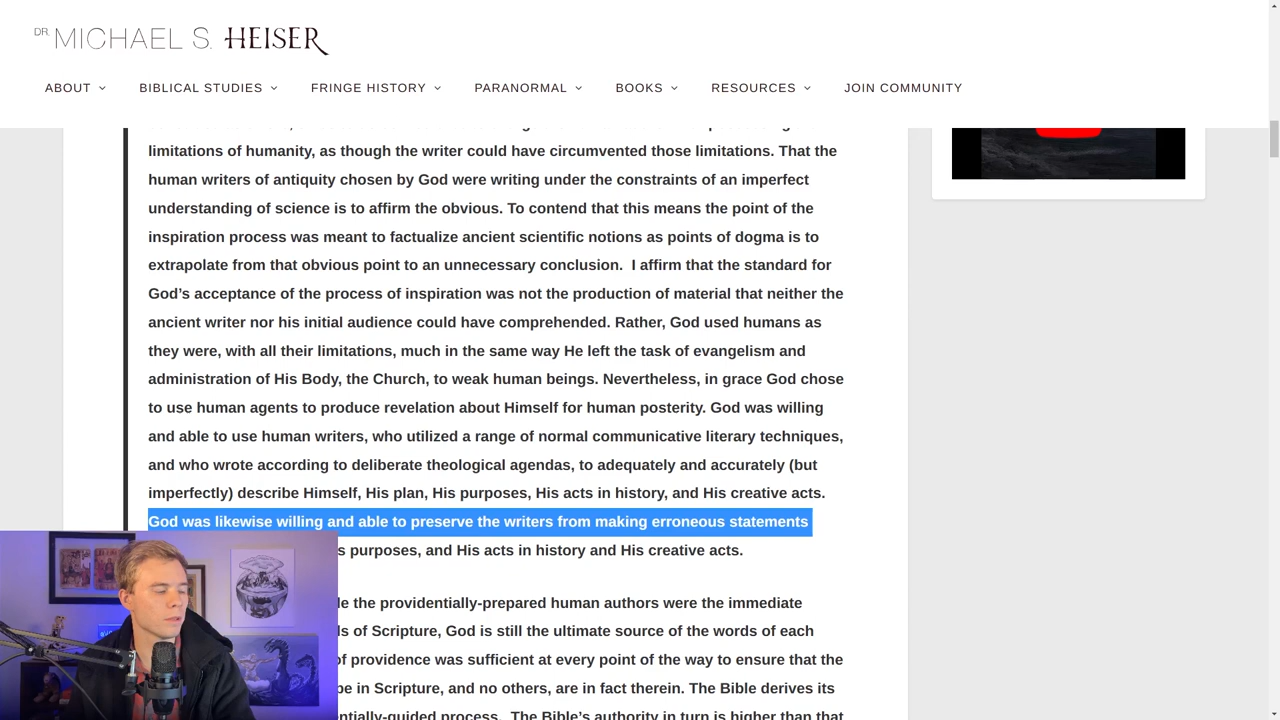 DR. MICHAEL S. HEISER
ABOUT BIBLICAL STUDIES FRINGE HISTORY PARANORMAL BOOKS RESOURCES JOIN COMMUNITY
limitations of humanity, as though the writer could have circumvented those limitations. That the
human writers of antiquity chosen by God were writing under the constraints of an imperfect
understanding of science is to affirm the obvious. To contend that this means the point of the
inspiration process was meant to factualize ancient scientific notions as points of dogma is to
extrapolate from that obvious point to an unnecessary conclusion.  I affirm that the standard for
God’s acceptance of the process of inspiration was not the production of material that neither the
ancient writer nor his initial audience could have comprehended. Rather, God used humans as
they were, with all their limitations, much in the same way He left the task of evangelism and
administration of His Body, the Church, to weak human beings. Nevertheless, in grace God chose
to use human agents to produce revelation about Himself for human posterity. God was willing
and able to use human writers, who utilized a range of normal communicative literary techniques,
and who wrote according to deliberate theological agendas, to adequately and accurately (but
imperfectly) describe Himself, His plan, His purposes, His acts in history, and His creative acts.
God was likewise willing and able to preserve the writers from making erroneous statements
purposes, and His acts in history and His creative acts.
the providentially-prepared human authors were the immediate
of Scripture, God is still the ultimate source of the words of each
of providence was sufficient at every point of the way to ensure that the
be in Scripture, and no others, are in fact therein. The Bible derives its
process.  The Bible’s authority in turn is higher than that